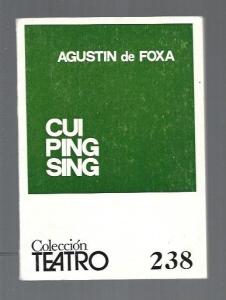 AGUSTIN de FOXA
CUI
PING
SING
Colección
TEATRO
238